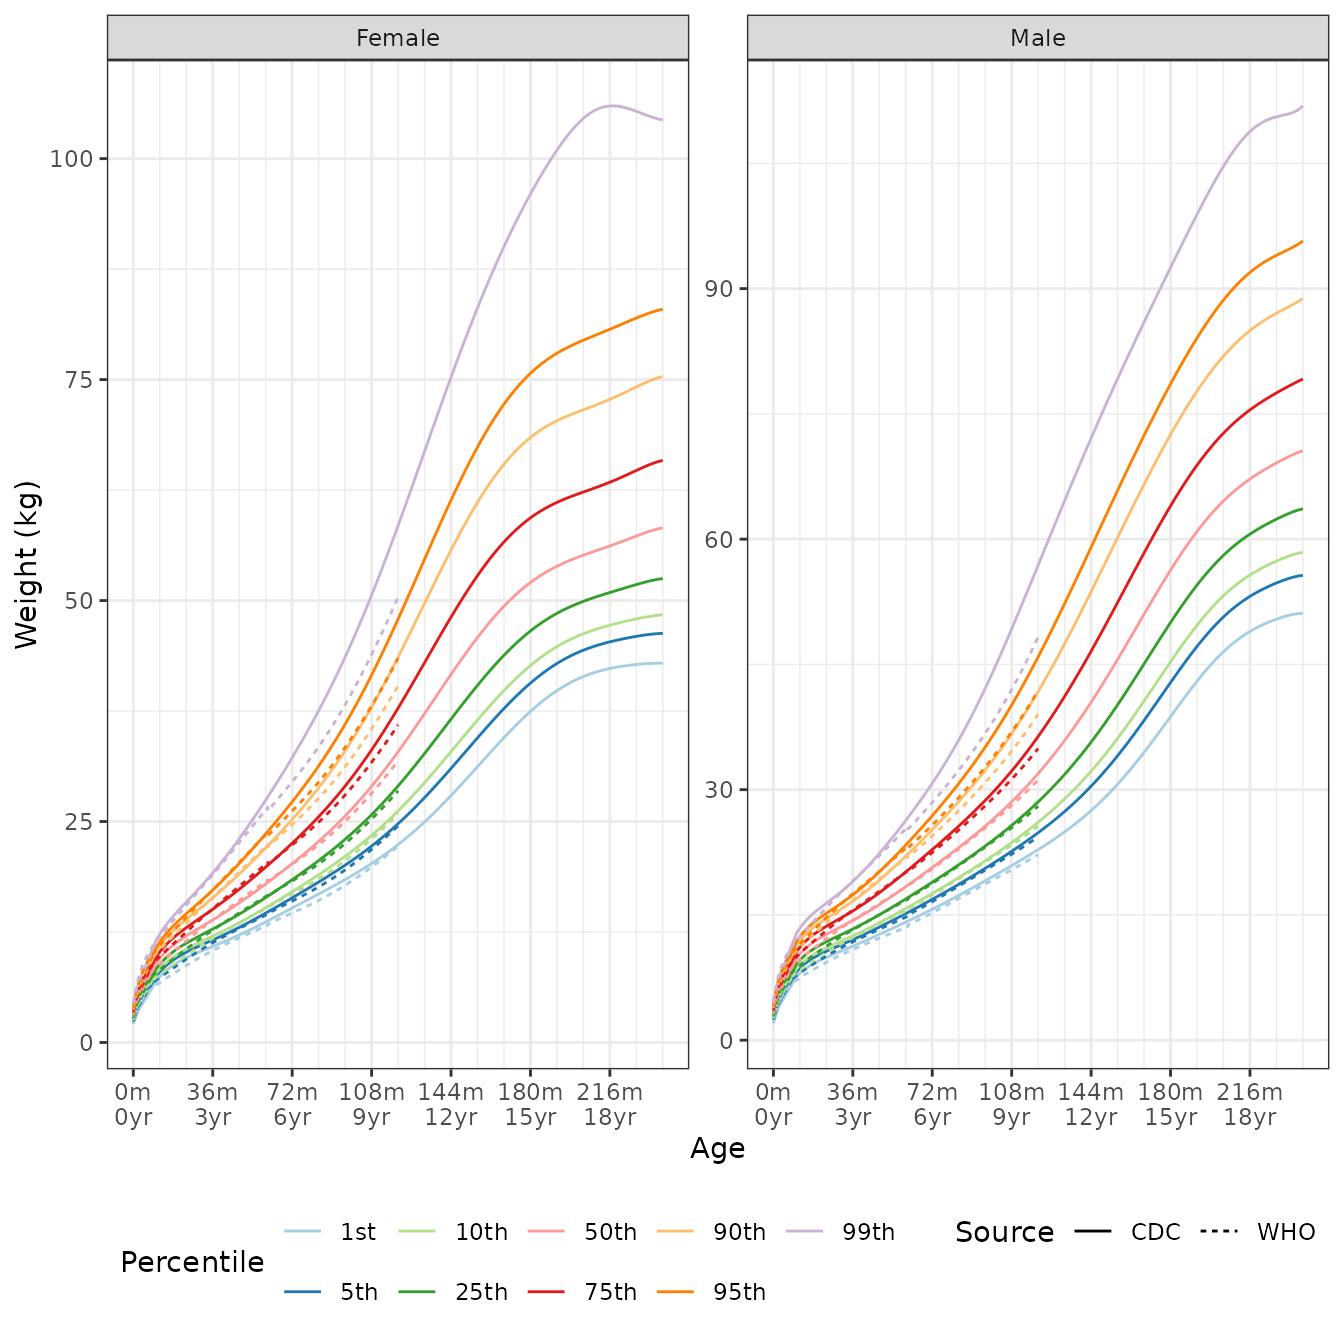 Female
Male
Weight (kg)
100
75
50
25
0
90
60
30
0
0m 36m 72m 108m 144m 180m 216m
0yr 3yr 6yr 9yr 12yr 15yr 18yr
0m 36m 72m 108m 144m 180m 216m
0yr 3yr 6yr 9yr 12yr 15yr 18yr
Age
Percentile
1st 10th 50th 90th 99th
5th 25th 75th 95th
Source CDC WHO